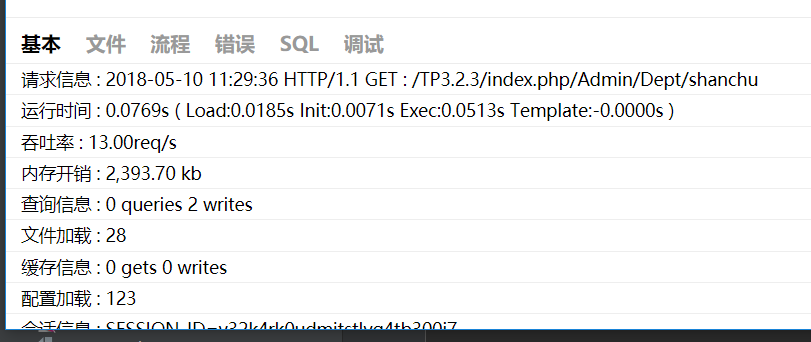 基本 文件 流程 错误 SQL 调试
请求信息 : 2018-05-10 11:29:36 HTTP/1.1 GET : /TP3.2.3/index.php/Admin/Dept/shanchu
运行时间 : 0.0769s ( Load:0.0185s Init:0.0071s Exec:0.0513s Template:-0.0000s )
吞吐率 : 13.00req/s
内存开销 : 2,393.70 kb
查询信息 : 0 queries 2 writes
文件加载 : 28
缓存信息 : 0 gets 0 writes
配置加载 : 123
会话信息 :